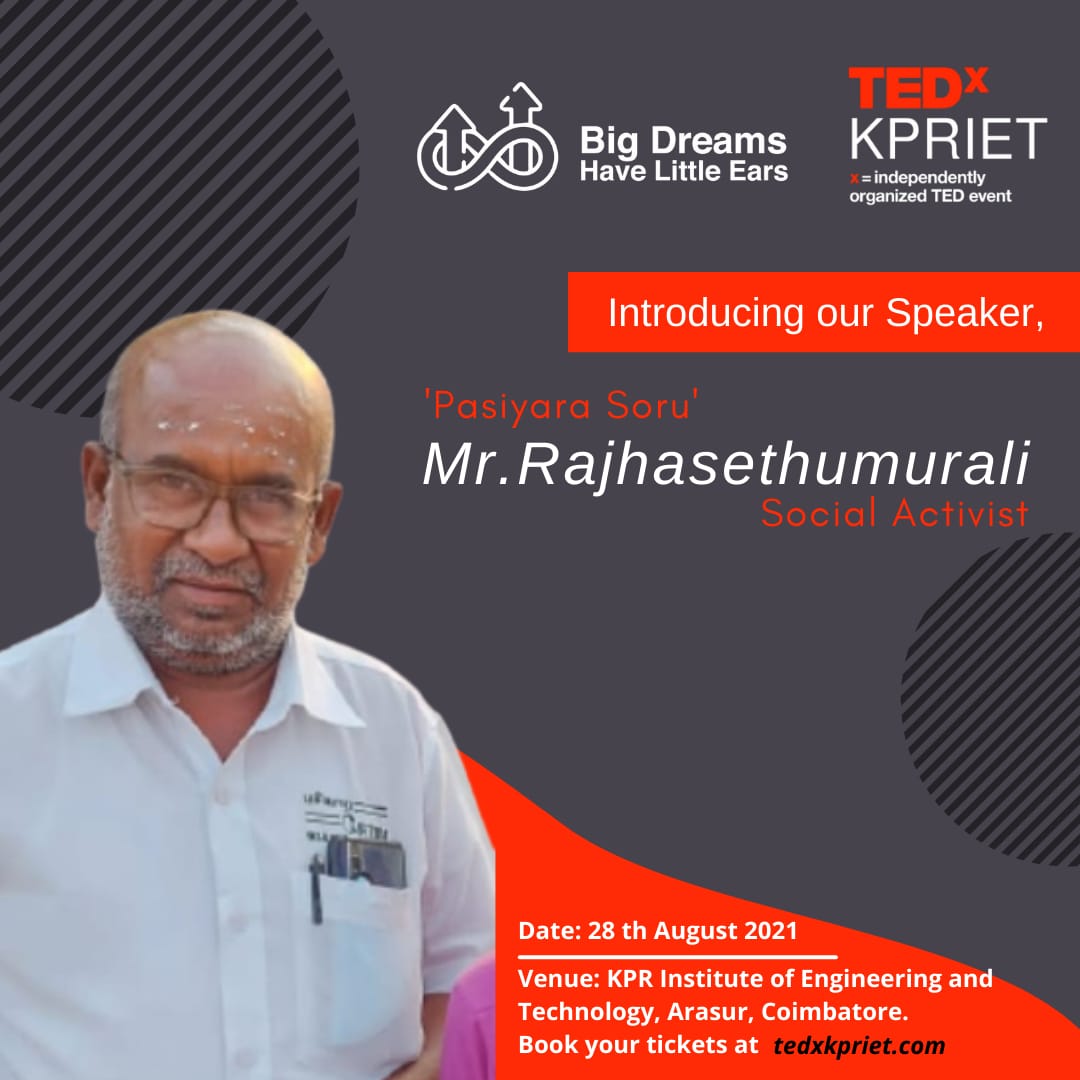 Big Dreams
Have Little Ears
TEDx
KPRIET
x = independently
organized TED event
Introducing our Speaker,
'Pasiyara Soru'
Mr.Rajhasethumurali
Social Activist
Date: 28 th August 2021
Venue: KPR Institute of Engineering and
Technology, Arasur, Coimbatore.
Book your tickets at tedxkpriet.com